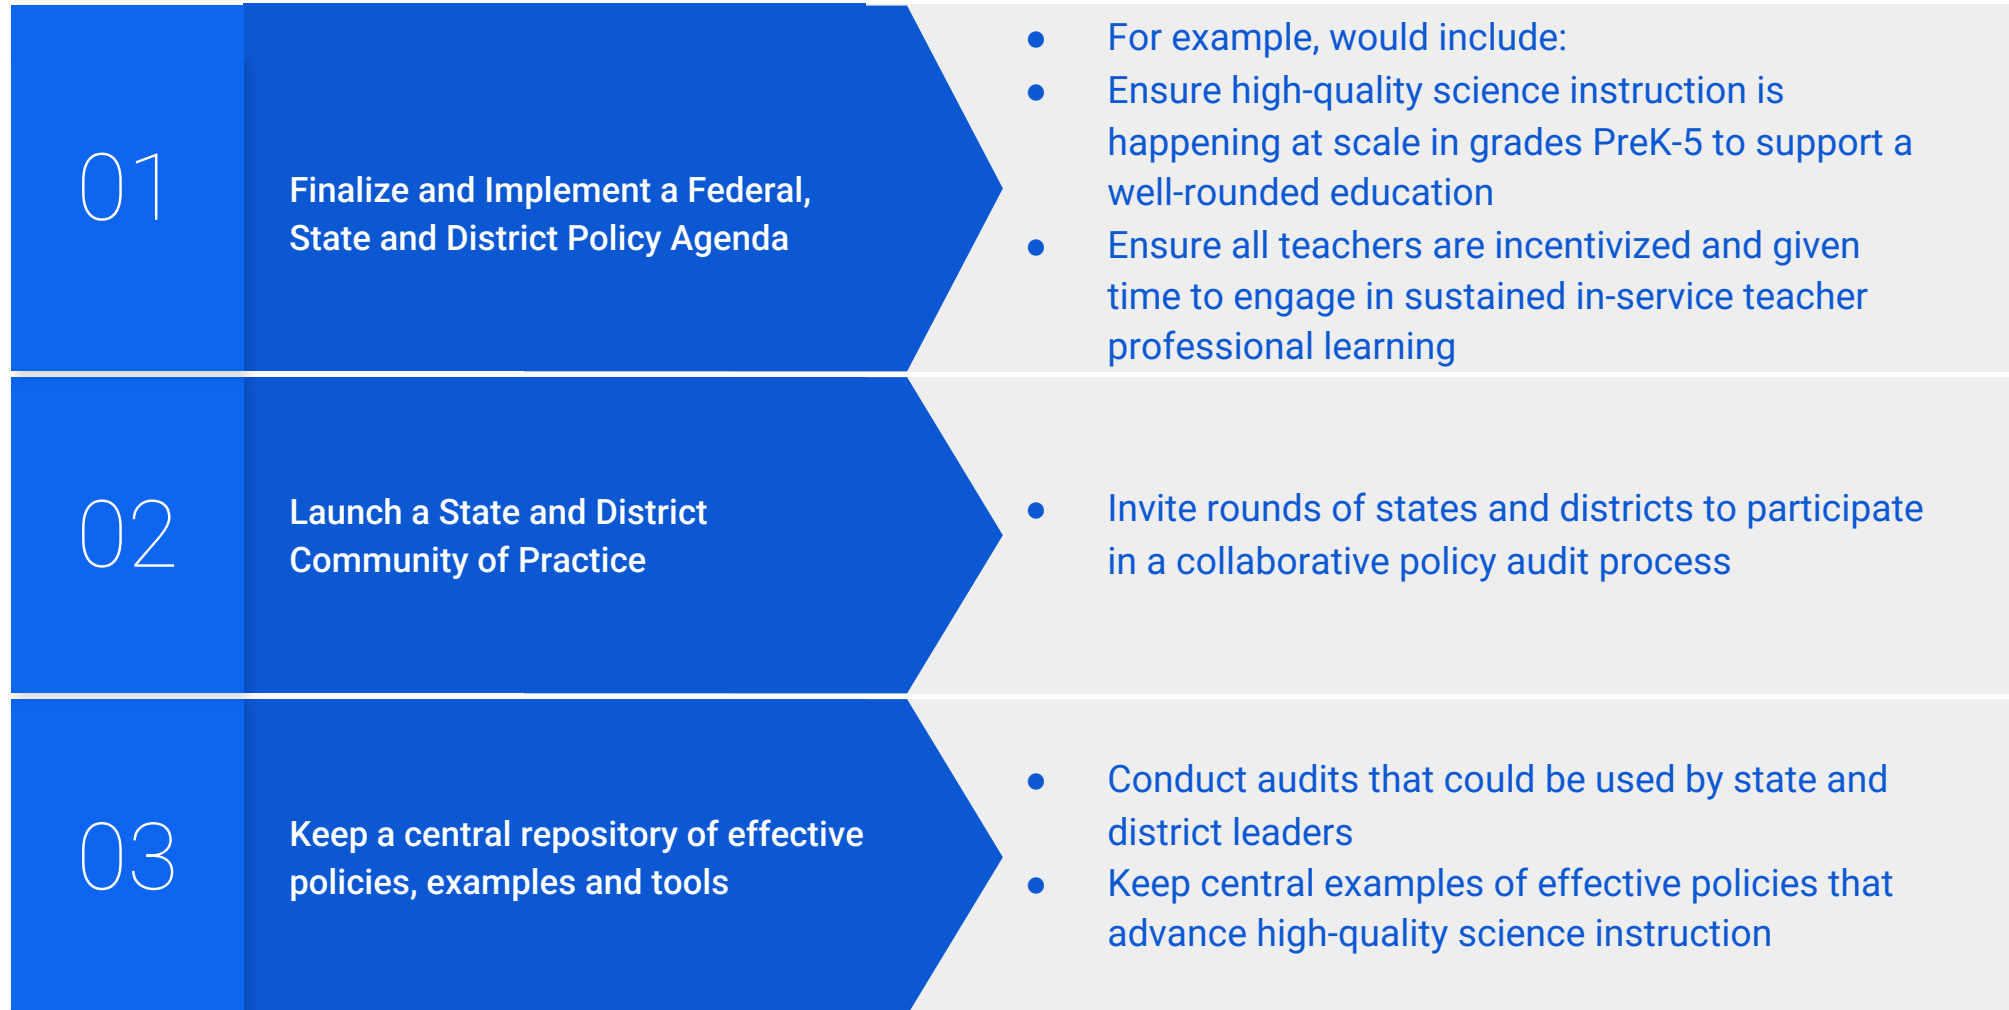 01
Finalize and Implement a Federal,
State and District Policy Agenda
● For example, would include:
● Ensure high-quality science instruction is
happening at scale in grades PreK-5 to support a
well-rounded education
● Ensure all teachers are incentivized and given
time to engage in sustained in-service teacher
professional learning
02
Launch a State and District
Community of Practice
● Invite rounds of states and districts to participate
in a collaborative policy audit process
03
Keep a central repository of effective
policies, examples and tools
● Conduct audits that could be used by state and
district leaders
● Keep central examples of effective policies that
advance high-quality science instruction